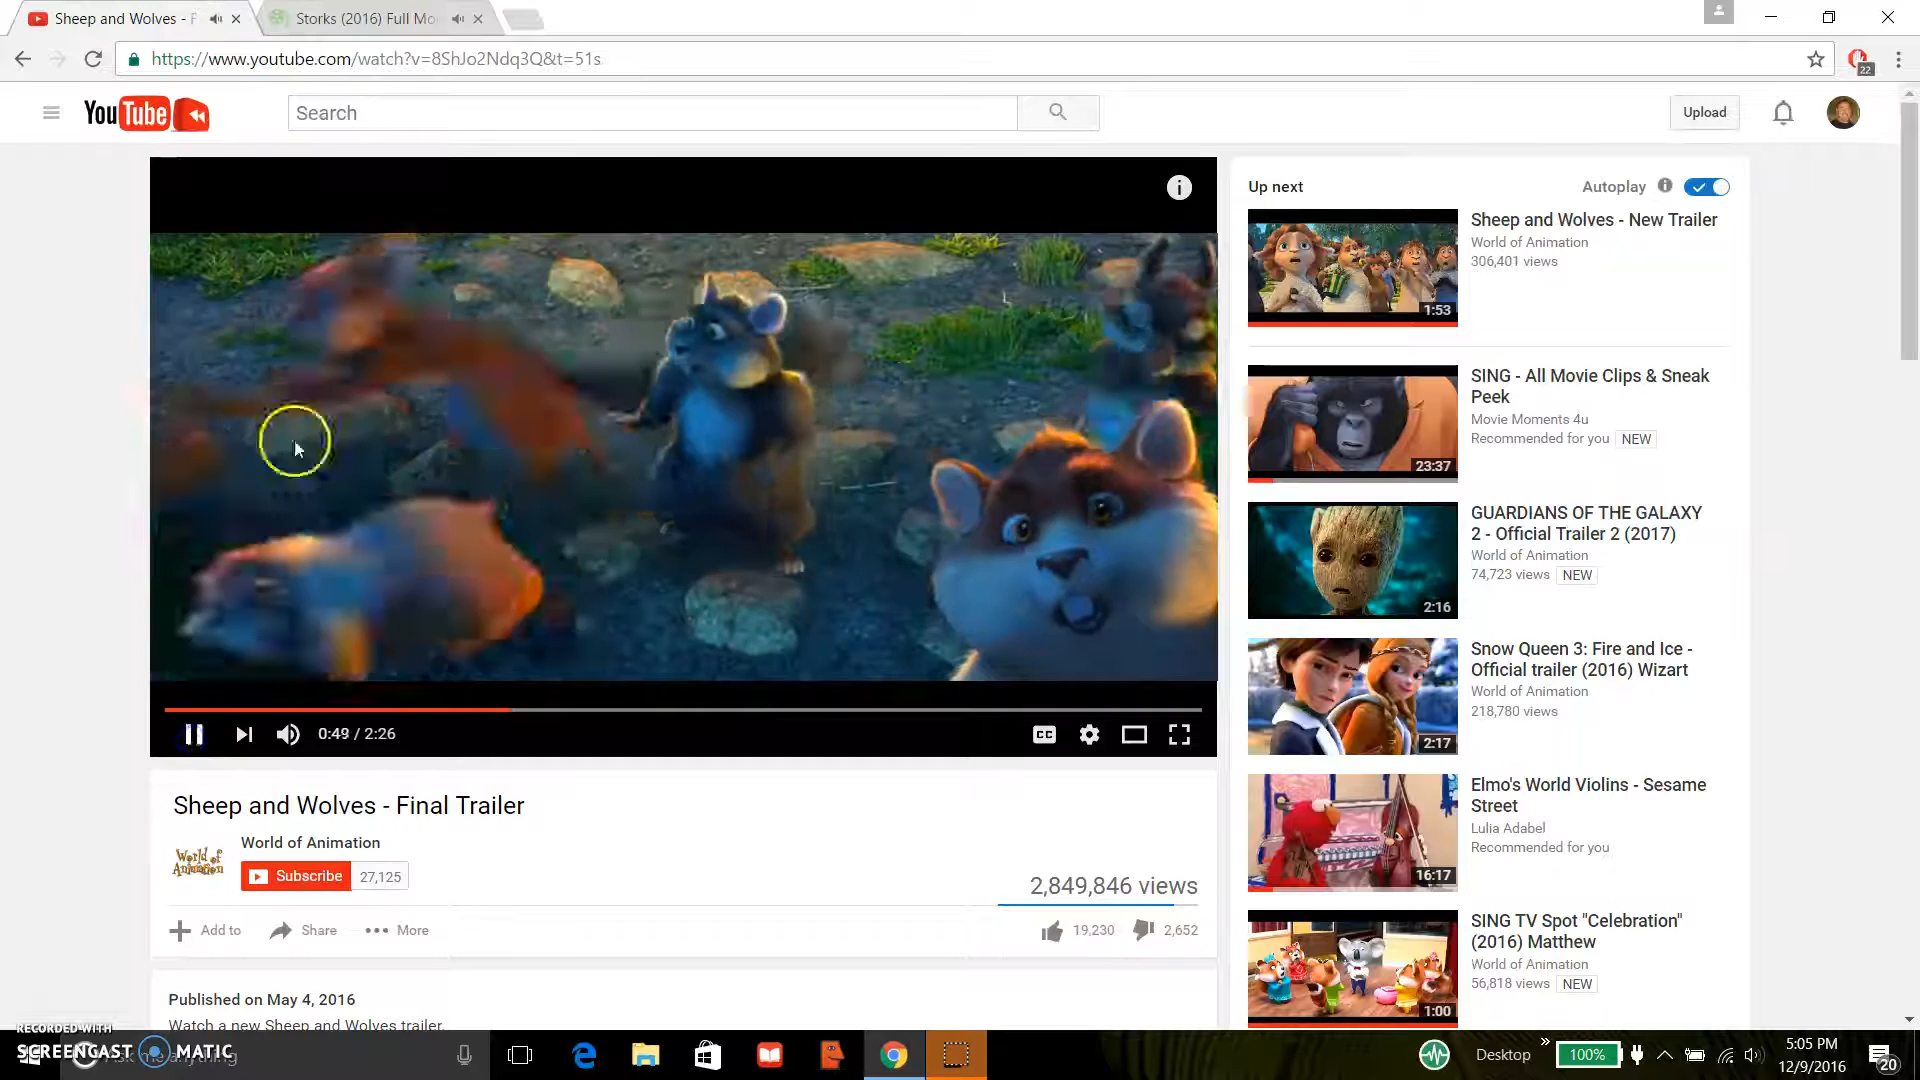 Sheep and Wolves - F
Storks (2016) Full Mo
https://www.youtube.com/watch?v=8ShJo2Ndq3Q&t=51s
22
YouTube
Search
Upload
Up next
Autoplay
Sheep and Wolves - New Trailer
World of Animation
306,401 views
1:53
SING - All Movie Clips & Sneak
Peek
Movie Moments 4u
Recommended for you NEW
23:37
GUARDIANS OF THE GALAXY
2 - Official Trailer 2 (2017)
World of Animation
74,723 views NEW
2:16
Snow Queen 3: Fire and Ice -
Official trailer (2016) Wizart
World of Animation
218,780 views
2:17
Elmo's World Violins - Sesame
Street
Lulia Adabel
Recommended for you
16:17
SING TV Spot "Celebration"
(2016) Matthew
World of Animation
56,818 views NEW
1:00
0:49 / 2:26
CC
Sheep and Wolves - Final Trailer
World of Animation
World of Animation
Subscribe 27,125
2,849,846 views
Add to Share More
19,230 2,652
Published on May 4, 2016
Watch a new Sheep and Wolves trailer.
RECORDED WITH
SCREENCAST MATIC
Ask me anything
Desktop
100%
5:05 PM
12/9/2016
20